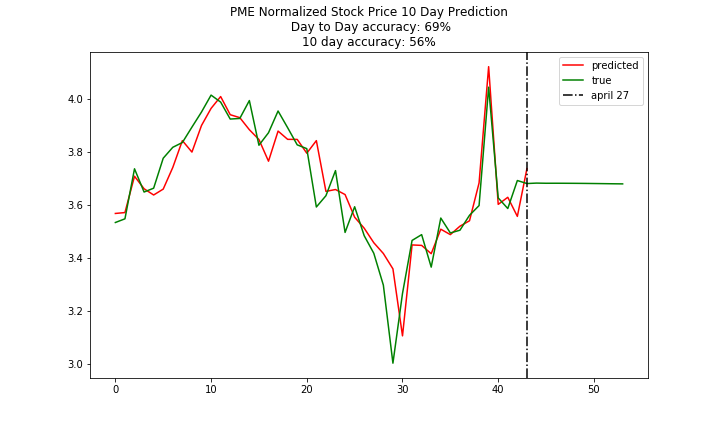 PME Normalized Stock Price 10 Day Prediction
Day to Day accuracy: 69%
10 day accuracy: 56%
predicted
true
april 27
4.0
3.8
3.6
3.4
3.2
3.0
0 10 20 30 40 50